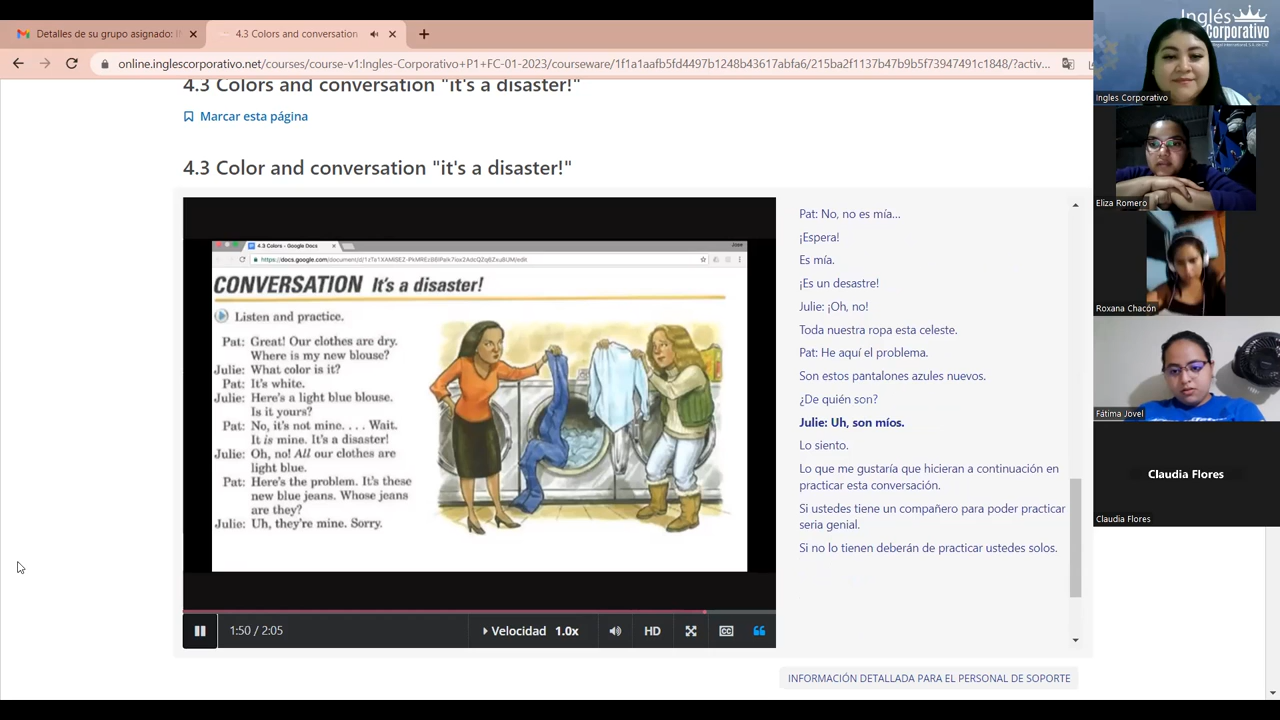 Detalles de su grupo asignado: I
4.3 Colors and conversation
online.inglescorporativo.net/courses/course-v1:Ingles-Corporativo+P1+FC-01-2023/courseware/1f1a1aafb5fd4497b1248b43617abfa6/215ba2f1137b47b9b5f73947491c1848/?activ...
4.3 Colors and conversation "it's a disaster!"
Marcar esta página
4.3 Color and conversation "it's a disaster!"
4.3 Colors - Google Docs
Jose
CONVERSATION It's a disaster!
Listen and practice.
Pat: Great! Our clothes are dry.
Where is my new blouse?
Julie: What color is it?
Pat: It's white.
Julie: Here's a light blue blouse.
Is it yours?
Pat: No, it's not mine. . . . Wait.
It is mine. It's a disaster!
Julie: Oh, no! All our clothes are
light blue.
Pat: Here's the problem. It's these
new blue jeans. Whose jeans
are they?
Julie: Uh, they're mine. Sorry.
1:50 / 2:05
Velocidad 1.0x
HD
CC
Pat: No, no es mía...
¡Espera!
Es mía.
¡Es un desastre!
Julie: ¡Oh, no!
Toda nuestra ropa esta celeste.
Pat: He aquí el problema.
Son estos pantalones azules nuevos.
¿De quién son?
Julie: Uh, son míos.
Lo siento.
Lo que me gustaría que hicieran a continuación en
practicar esta conversación.
Si ustedes tiene un compañero para poder practicar
seria genial.
Si no lo tienen deberán de practicar ustedes solos.
INFORMACIÓN DETALLADA PARA EL PERSONAL DE SOPORTE
Inglés
Corporativo
Ingles Corporativo
Eliza Romero
Roxana Chacón
Fátima Jovel
Claudia Flores
Claudia Flores